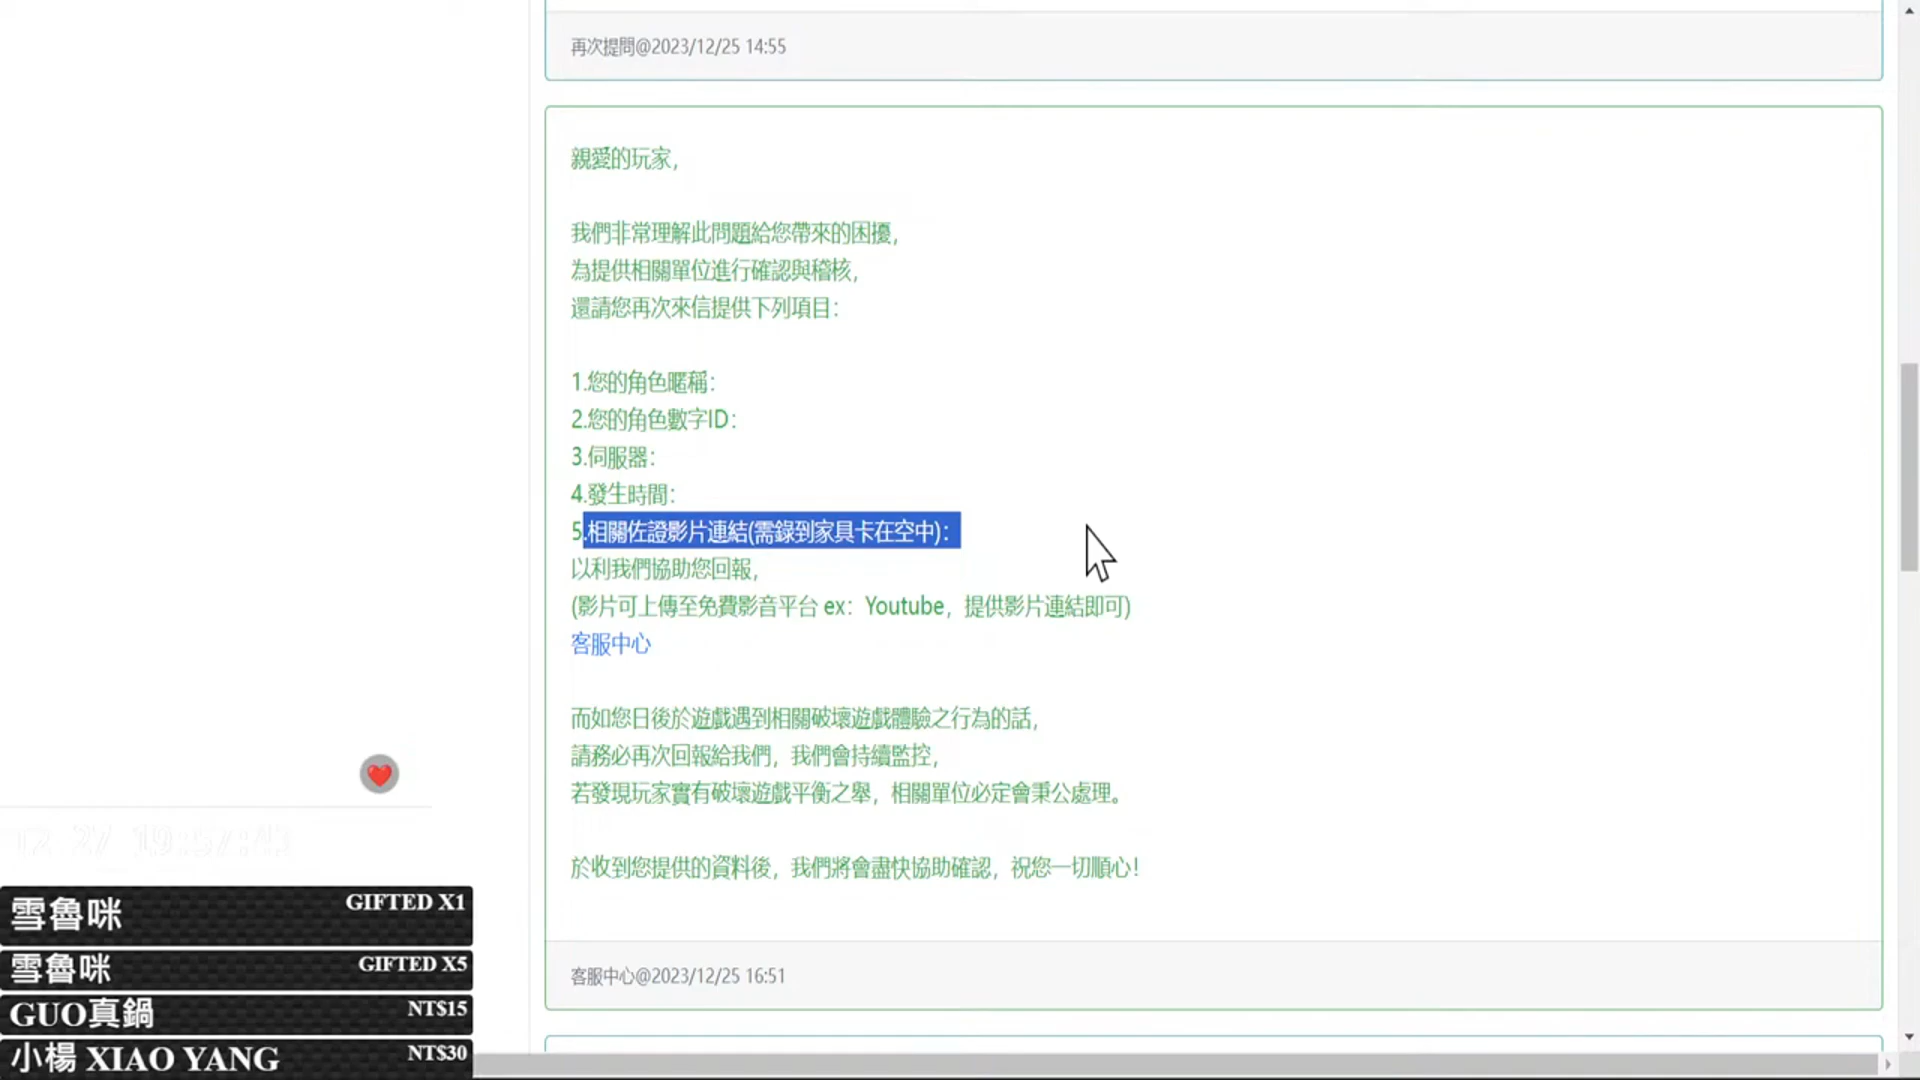 再次提問@2023/12/25 14:55
親愛的玩家，
我們非常理解此問題給您帶來的困擾，
為提供相關單位進行確認與稽核，
還請您再次來信提供下列項目：
1.您的角色暱稱：
2.您的角色數字ID：
3.伺服器：
4.發生時間：
5.相關佐證影片連結(需錄到家具卡在空中)：
以利我們協助您回報，
(影片可上傳至免費影音平台 ex：Youtube，提供影片連結即可)
客服中心
而如您日後於遊戲遇到相關破壞遊戲體驗之行為的話，
請務必再次回報給我們，我們會持續監控，
若發現玩家實有破壞遊戲平衡之舉，相關單位必定會秉公處理。
於收到您提供的資料後，我們將會盡快協助確認，祝您一切順心！
客服中心@2023/12/25 16:51
雪魯咪 GIFTED X1
雪魯咪 GIFTED X5
GUO真鍋 NT$15
小楊 XIAO YANG NT$30